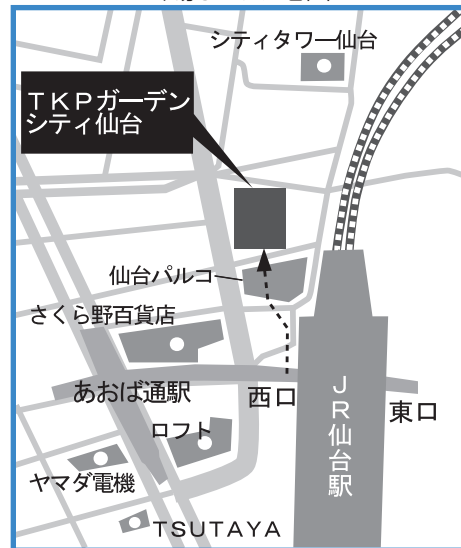 シティタワー仙台
TKPガーデン
シティ仙台
仙台パルコ
さくら野百貨店
あおば通駅
西口
JR仙台駅
東口
ロフト
ヤマダ電機
TSUTAYA